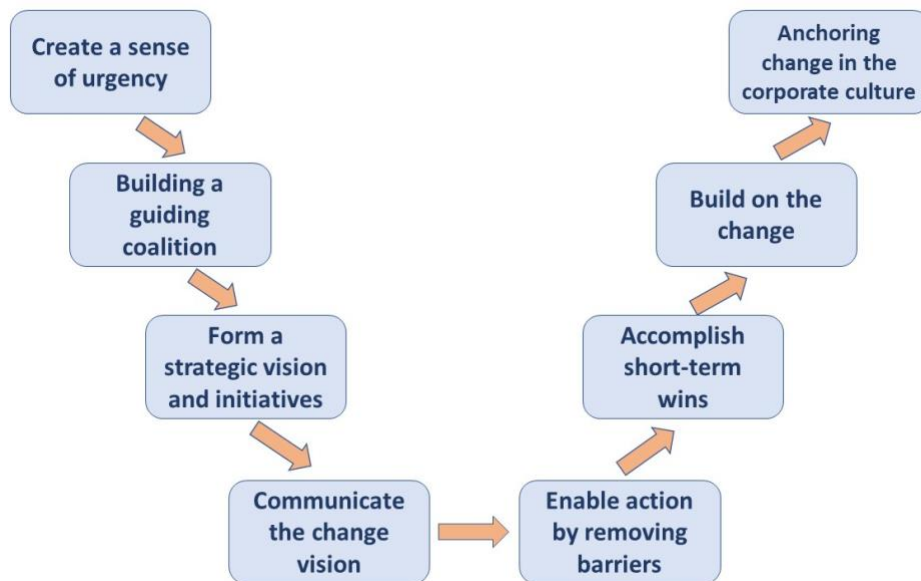 Create a sense
of urgency
Building a
guiding
coalition
Form a
strategic vision
and initiatives
Communicate
the change
vision
Enable action
by removing
barriers
Accomplish
short-term
wins
Build on the
change
Anchoring
change in the
corporate culture